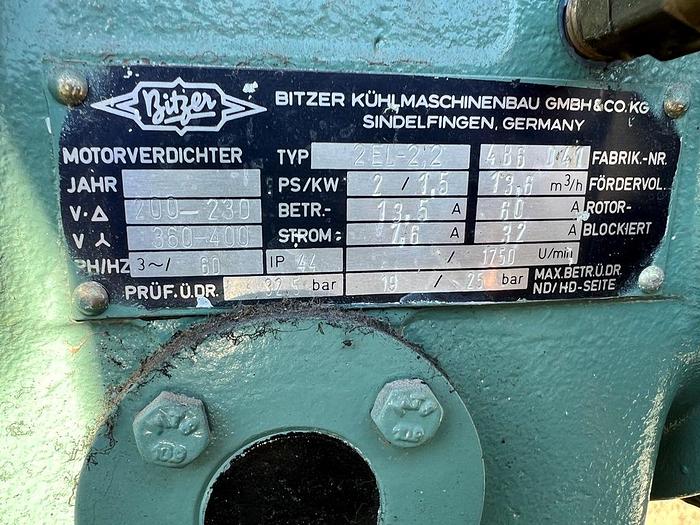 Bitzer
BITZER KÜHLMASCHINENBAU GMBH & CO. KG
SINDELFINGEN, GERMANY
MOTORVERDICHTER TYP 2EL-2,2 FABRIK.-NR.
JAHR PS/KW 2 / 1,5 13,6 m³/h FÖRDERVOL.
V·△ 200-230 BETR.- 13,5 A 60 A ROTOR-
V⅄ 360-400 STROM: 7,6 A 32 A BLOCKIERT
PH/HZ 3~/ 60 IP 44 / 1750 U/min
PRÜF.Ü.DR. bar 19 / 25 bar MAX.BETR.Ü.DR.
ND/HD-SEITE